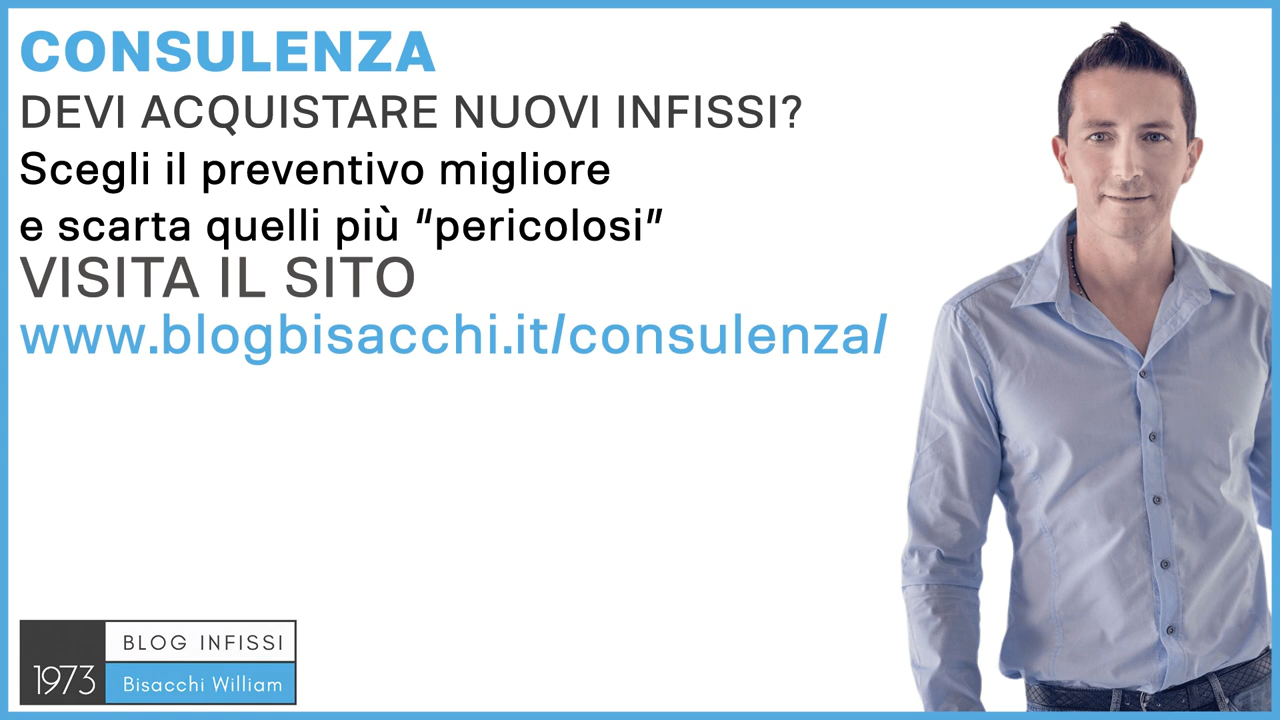 CONSULENZA
DEVI ACQUISTARE NUOVI INFISSI?
Scegli il preventivo migliore
e scarta quelli più “pericolosi”
VISITA IL SITO
www.blogbisacchi.it/consulenza/
1973
BLOG INFISSI
Bisacchi William